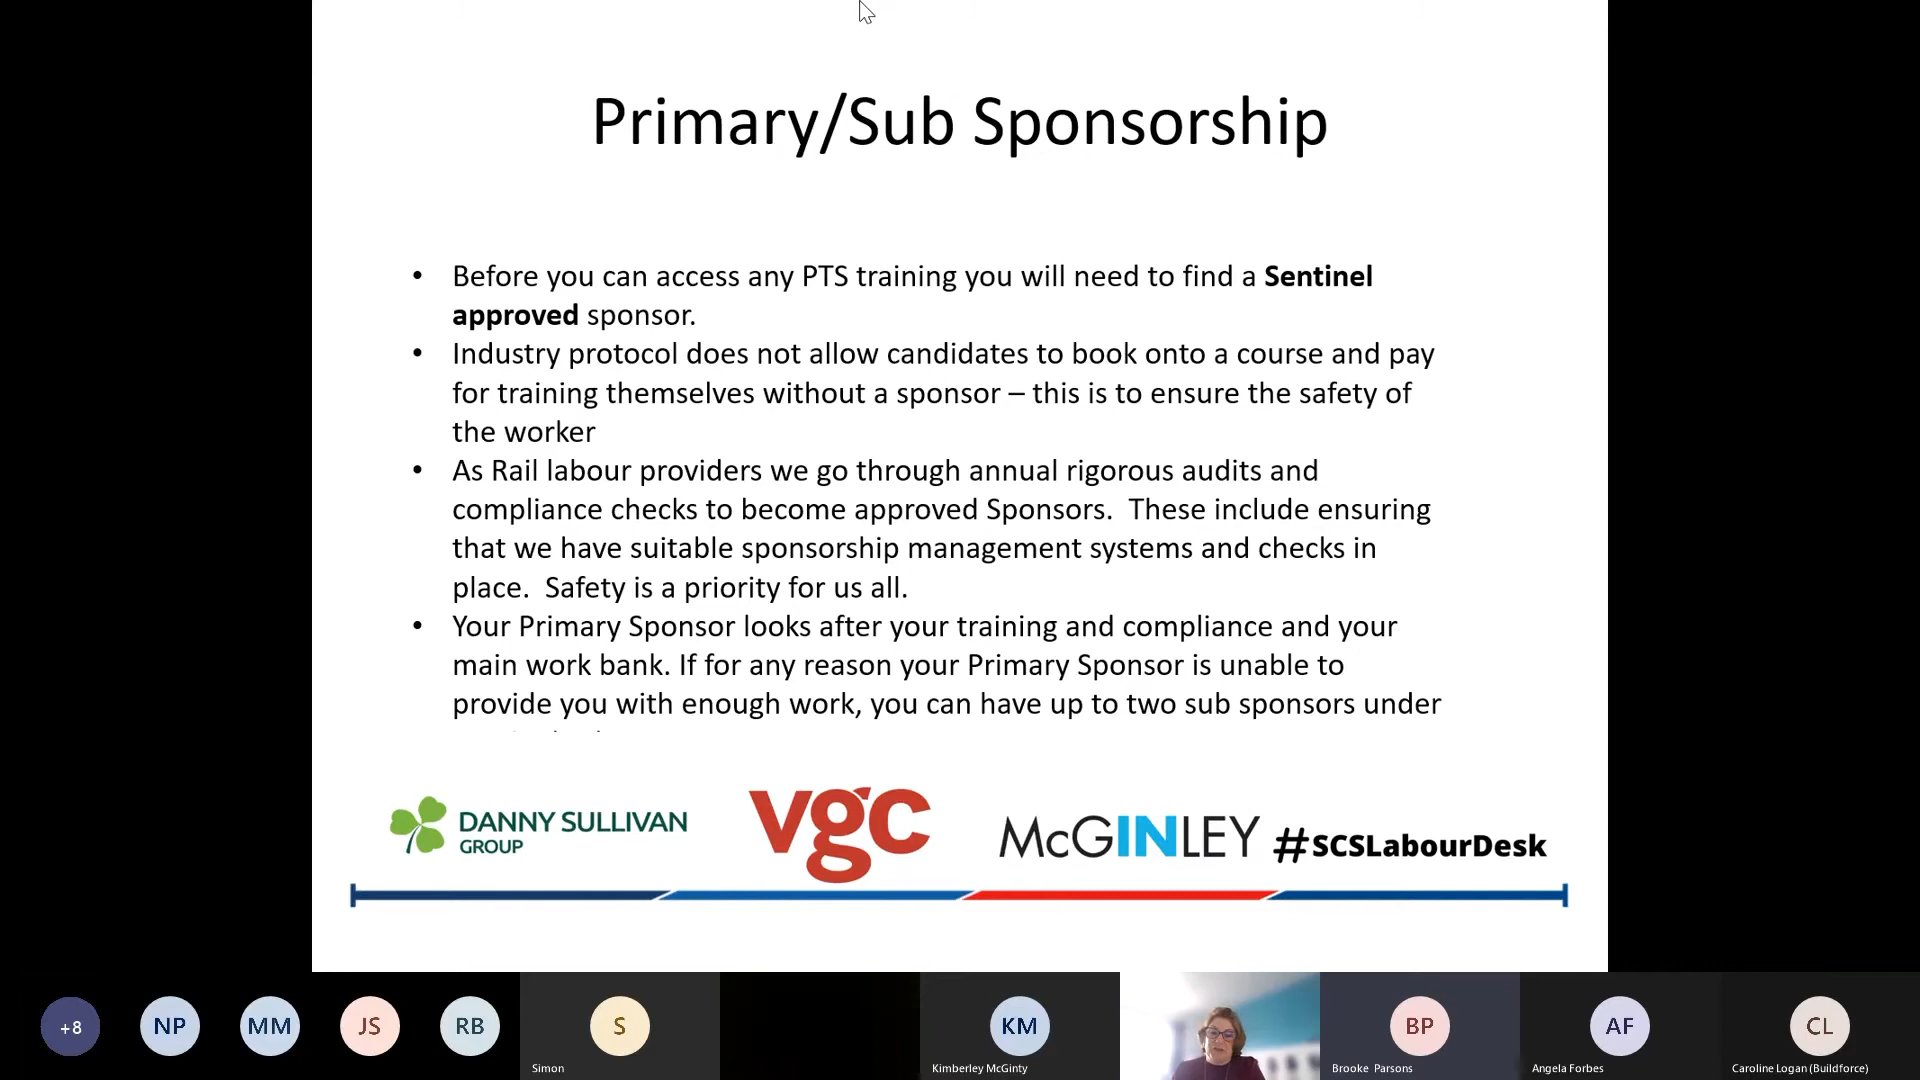 Primary/Sub Sponsorship
• Before you can access any PTS training you will need to find a Sentinel
approved sponsor.
• Industry protocol does not allow candidates to book onto a course and pay
for training themselves without a sponsor – this is to ensure the safety of
the worker
• As Rail labour providers we go through annual rigorous audits and
compliance checks to become approved Sponsors.  These include ensuring
that we have suitable sponsorship management systems and checks in
place.  Safety is a priority for us all.
• Your Primary Sponsor looks after your training and compliance and your
main work bank. If for any reason your Primary Sponsor is unable to
provide you with enough work, you can have up to two sub sponsors under
DANNY SULLIVAN
GROUP
vgc
McGINLEY
#SCSLabourDesk
+8
NP
MM
JS
RB
S
KM
BP
AF
CL
Simon
Kimberley McGinty
Brooke Parsons
Angela Forbes
Caroline Logan (Buildforce)